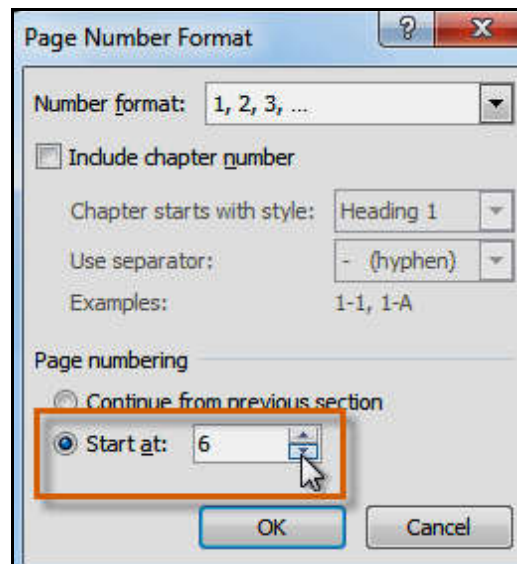 Page Number Format
Number format: 1, 2, 3, ...
Include chapter number
Chapter starts with style: Heading 1
Use separator: - (hyphen)
Examples: 1-1, 1-A
Page numbering
Continue from previous section
Start at: 6
OK Cancel